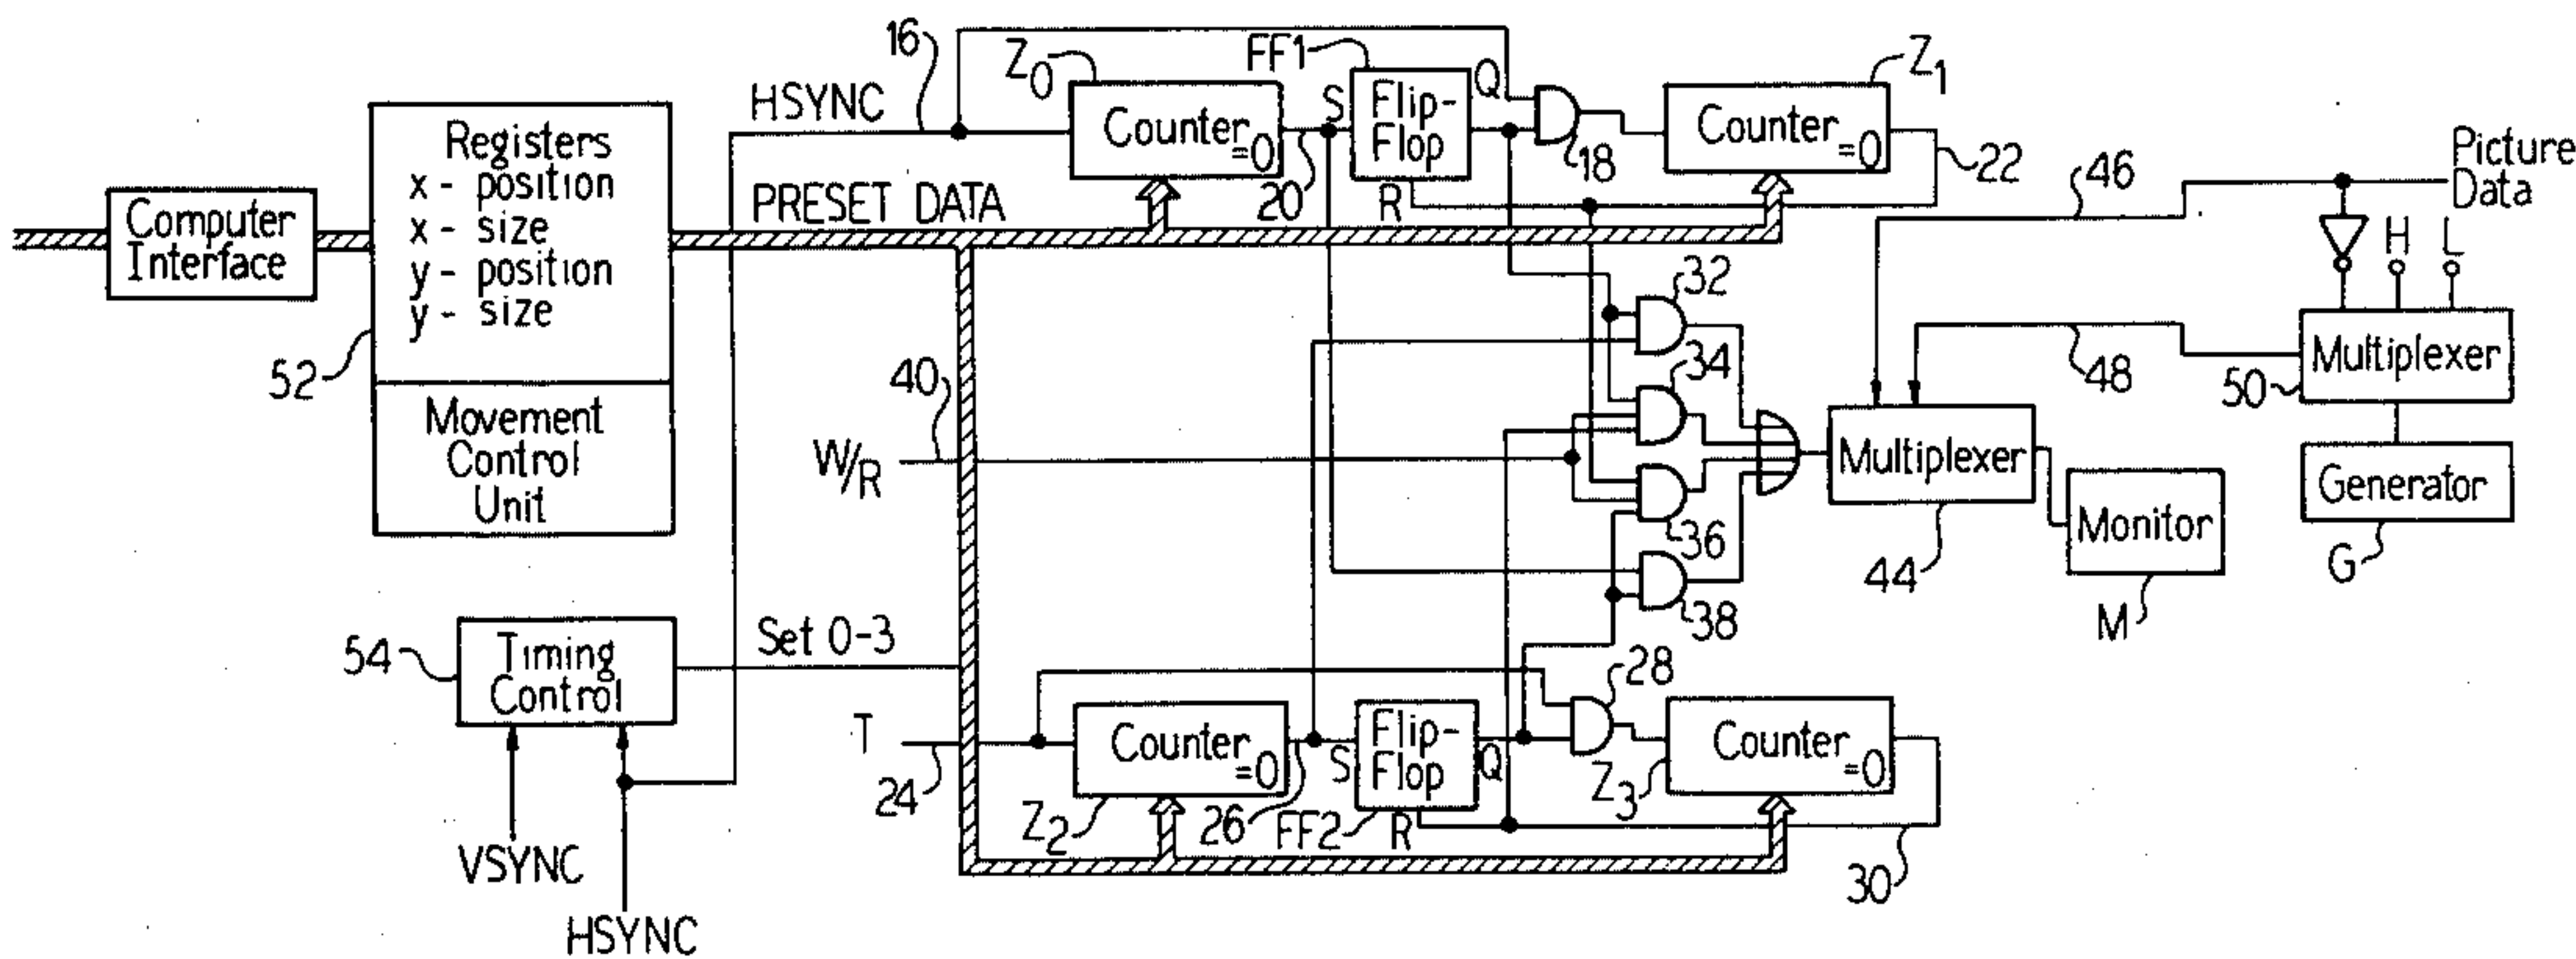 Computer
Interface
Registers
x - position
x - size
y - position
y - size
52
Movement
Control
Unit
54
Timing
Control
VSYNC
HSYNC
HSYNC
16
PRESET DATA
Set 0-3
40
W/R
T
24
Z0
Counter
=0
20
FF1
S
Flip-
Flop
Q
R
18
Z1
Counter
=0
22
32
34
36
38
Z2
Counter
=0
26
S
FF2
Flip-
Flop
Q
R
28
Z3
Counter
=0
30
Multiplexer
44
Monitor
M
46
48
Picture
Data
H
L
Multiplexer
50
Generator
G